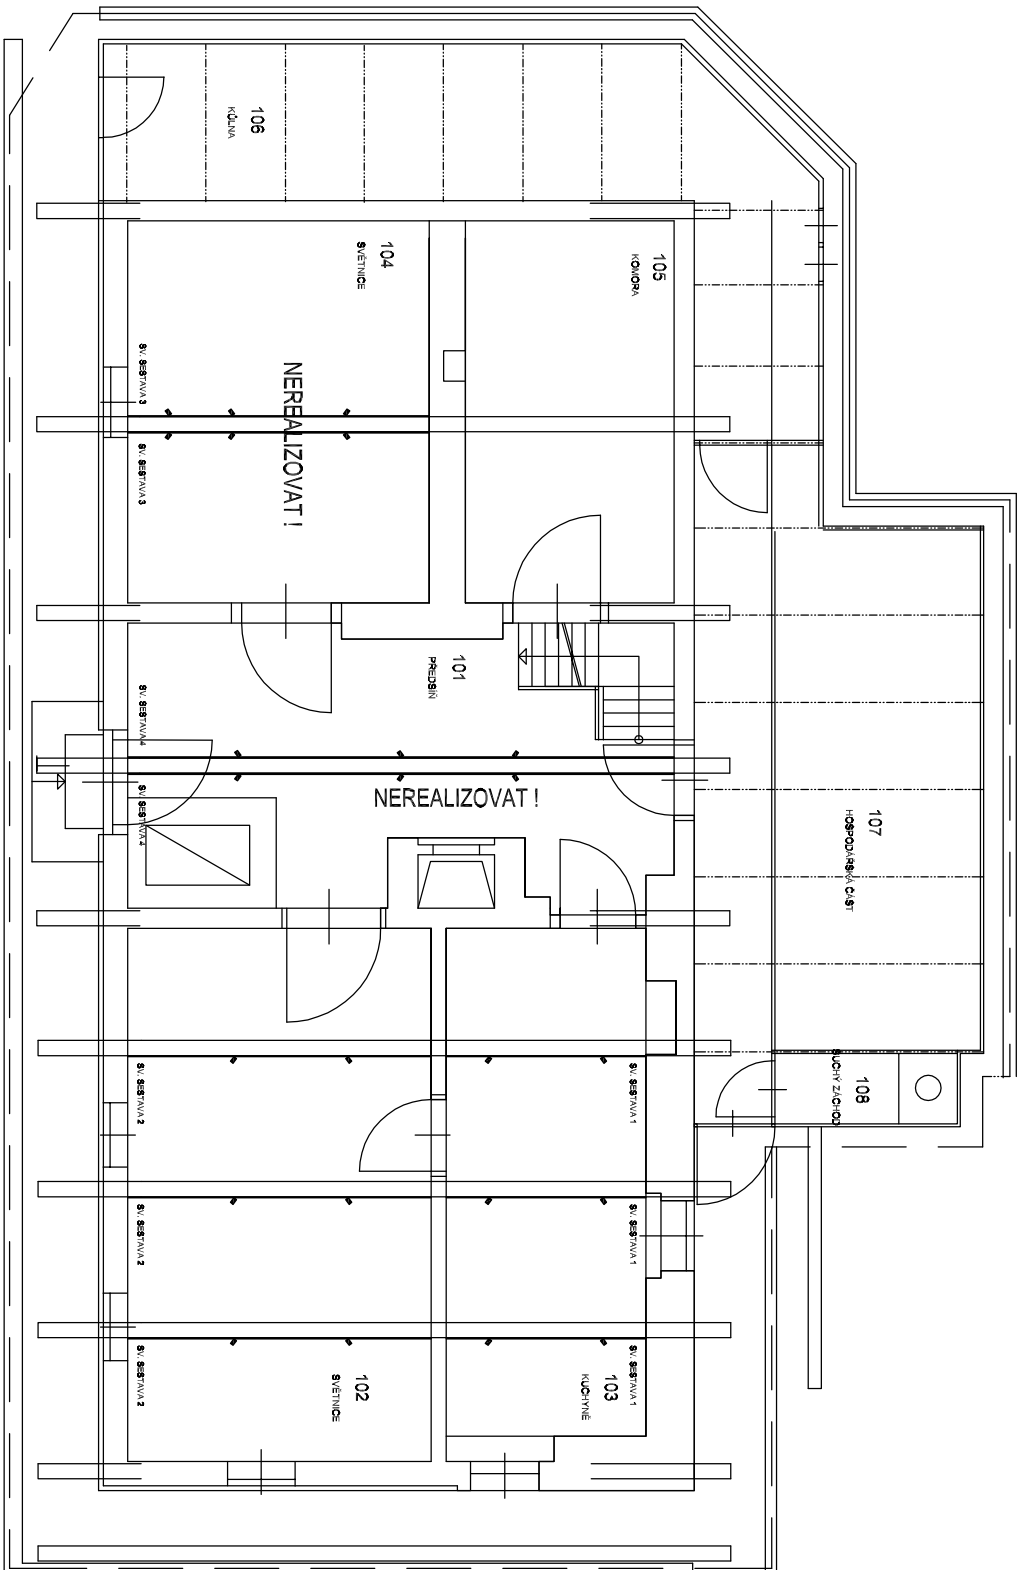 106
KŮLNA
104
SVĚTNICE
105
KOMORA
SV. SESTAVA 3
NEREALIZOVAT !
SV. SESTAVA 3
101
PŘEDSÍŇ
SV. SESTAVA 4
NEREALIZOVAT !
SV. SESTAVA 4
107
HOSPODÁŘSKÁ ČÁST
108
SUCHÝ ZÁCHOD
SV. SESTAVA 2
SV. SESTAVA 1
SV. SESTAVA 2
SV. SESTAVA 1
SV. SESTAVA 2
SV. SESTAVA 1
102
SVĚTNICE
103
KUCHYNĚ